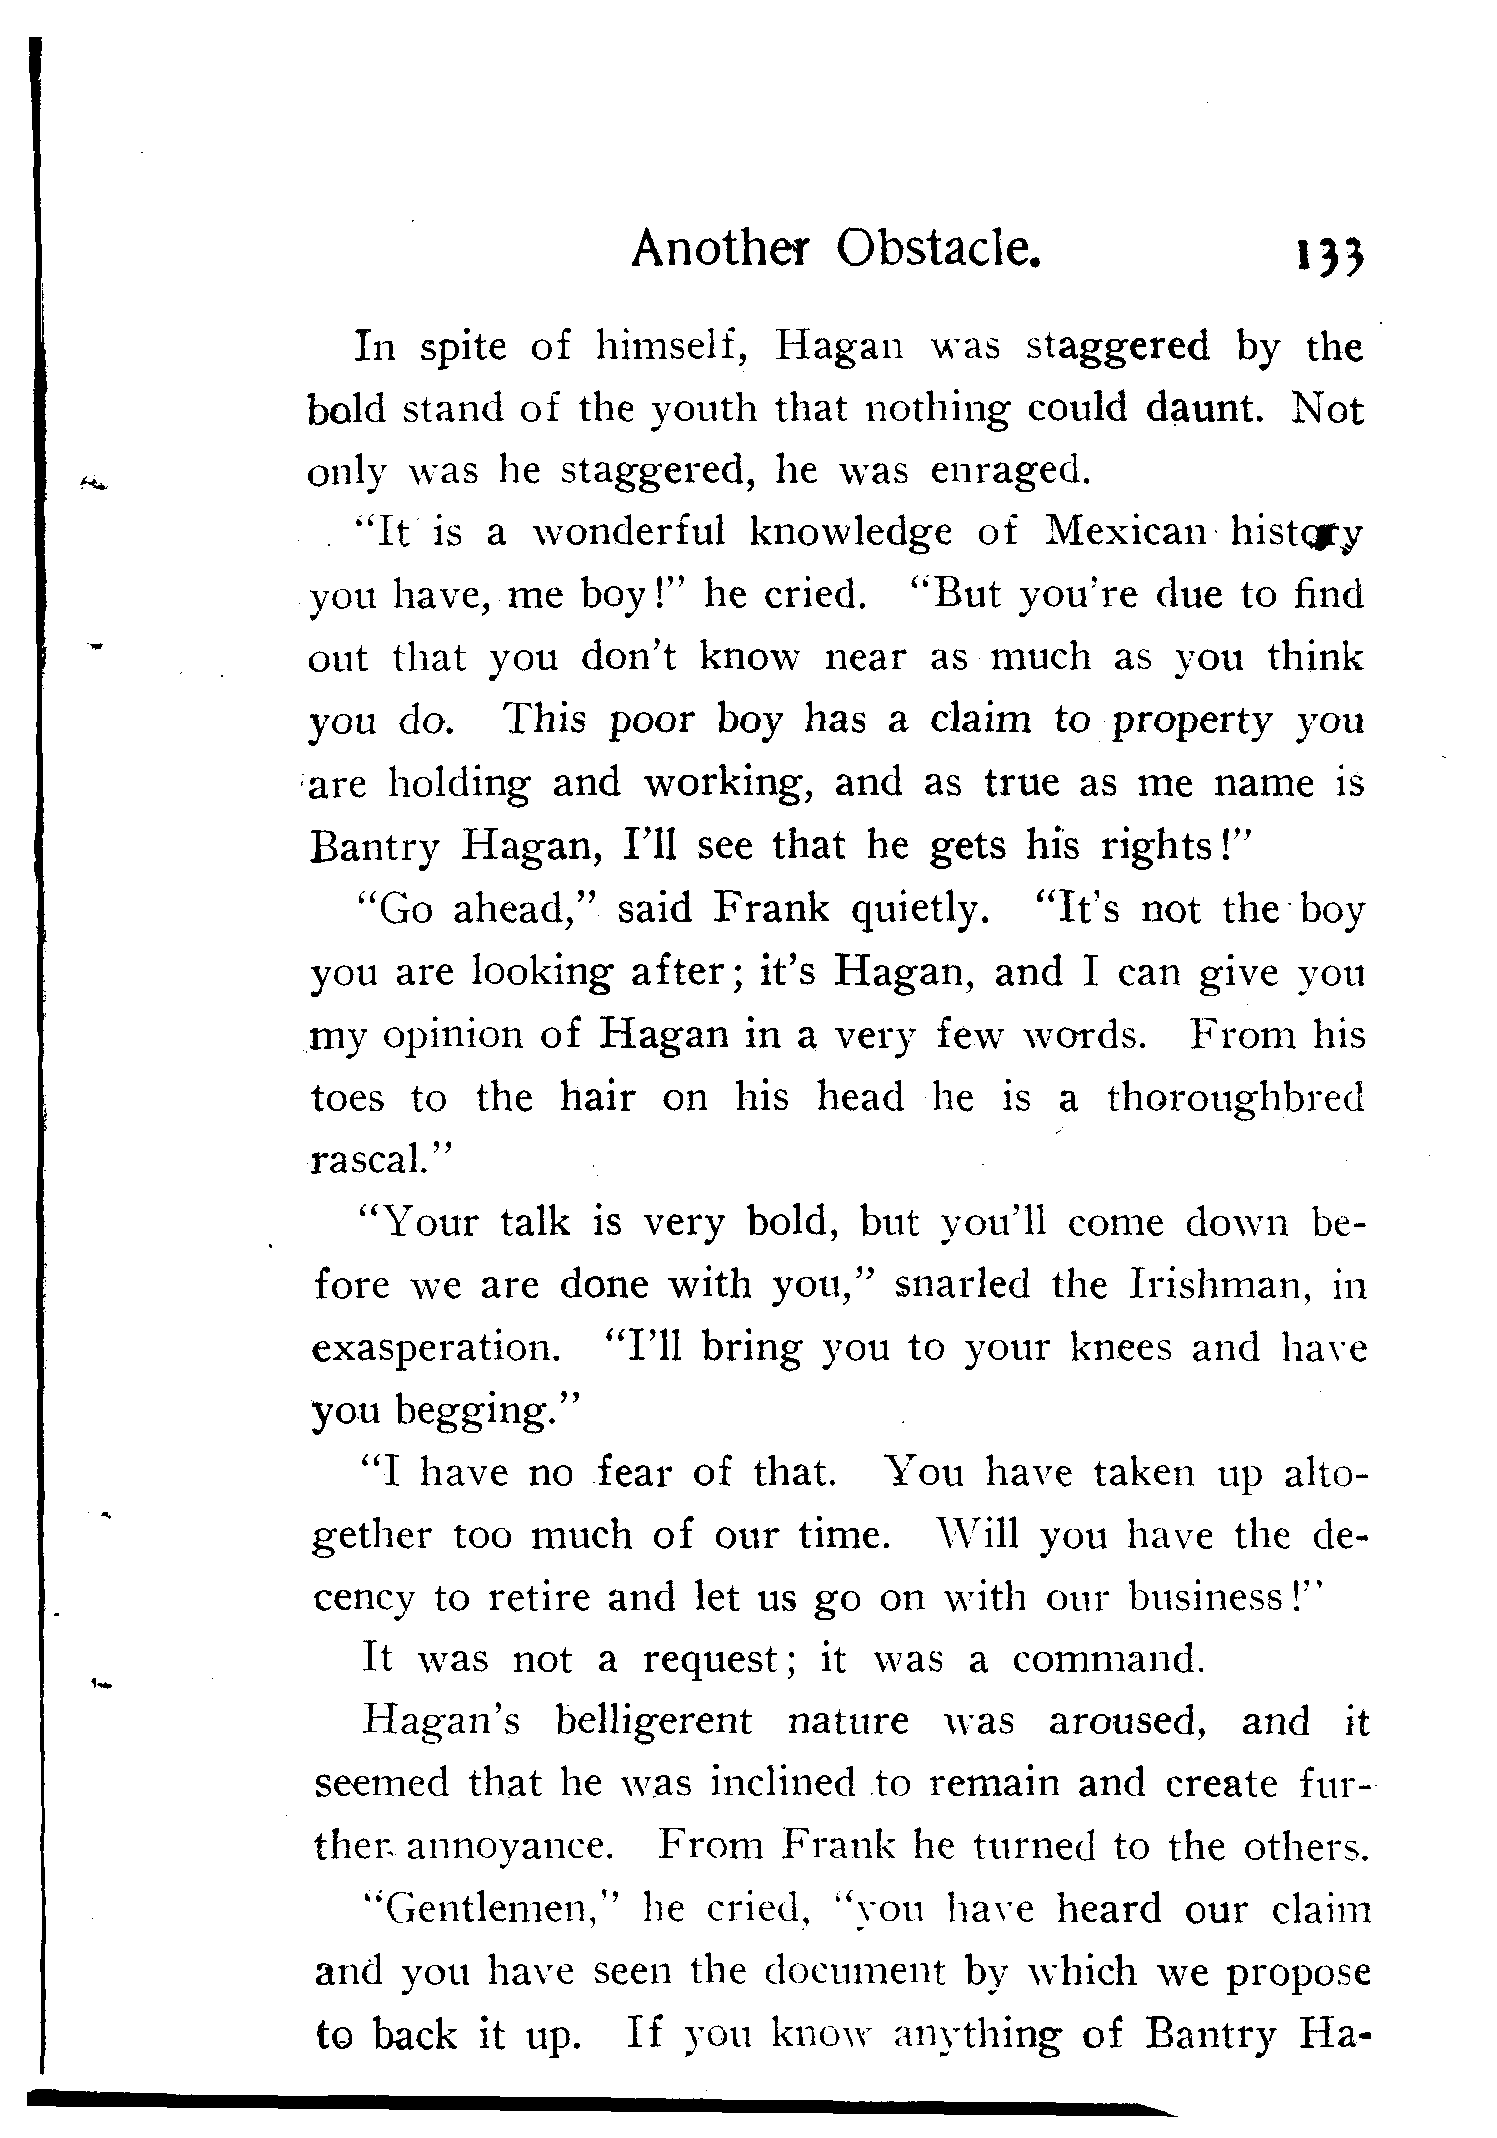 Another Obstacle. 133
In spite of himself, Hagan was staggered by the
bold stand of the youth that nothing could daunt. Not
only was he staggered, he was enraged.
“It is a wonderful knowledge of Mexican history
you have, me boy!” he cried. “But you’re due to find
out that you don’t know near as much as you think
you do. This poor boy has a claim to property you
are holding and working, and as true as me name is
Bantry Hagan, I’ll see that he gets his rights!”
“Go ahead,” said Frank quietly. “It’s not the boy
you are looking after; it’s Hagan, and I can give you
my opinion of Hagan in a very few words. From his
toes to the hair on his head he is a thoroughbred
rascal.”
“Your talk is very bold, but you’ll come down be-
fore we are done with you,” snarled the Irishman, in
exasperation. “I’ll bring you to your knees and have
you begging.”
“I have no fear of that. You have taken up alto-
gether too much of our time. Will you have the de-
cency to retire and let us go on with our business!”
It was not a request; it was a command.
Hagan’s belligerent nature was aroused, and it
seemed that he was inclined to remain and create fur-
ther annoyance. From Frank he turned to the others.
“Gentlemen,” he cried, “you have heard our claim
and you have seen the document by which we propose
to back it up. If you know anything of Bantry Ha-